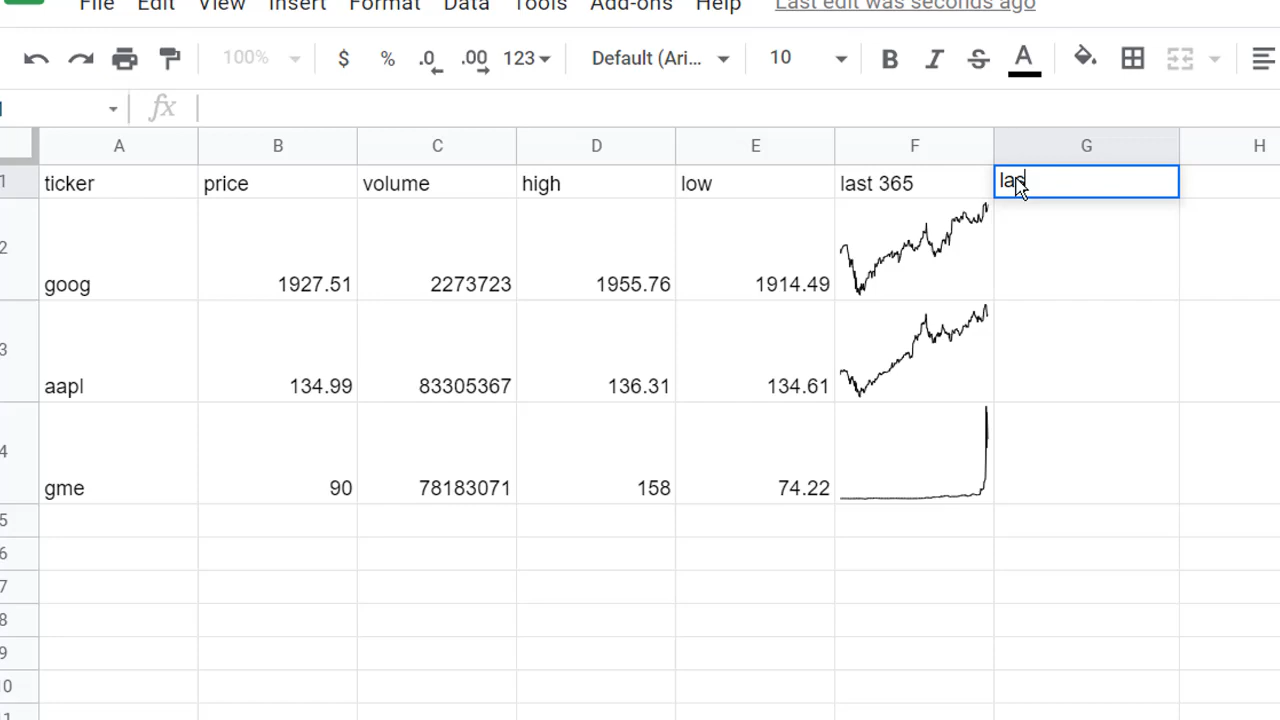 File Edit View Insert Format Data Tools Add-ons Help Last edit was seconds ago
100% $ % .0 .00 123 Default (Ari... 10 B I S A
fx
A B C D E F G H
1 ticker price volume high low last 365 las
2 goog 1927.51 2273723 1955.76 1914.49
3 aapl 134.99 83305367 136.31 134.61
4 gme 90 78183071 158 74.22
5
6
7
8
9
10
11